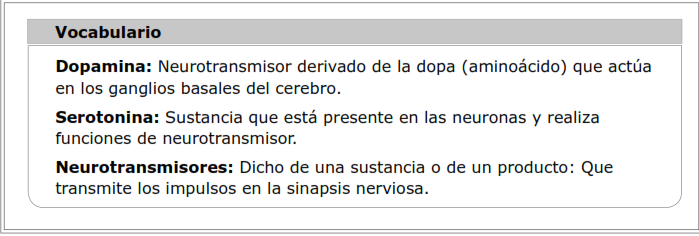 Vocabulario
Dopamina: Neurotransmisor derivado de la dopa (aminoácido) que actúa
en los ganglios basales del cerebro.
Serotonina: Sustancia que está presente en las neuronas y realiza
funciones de neurotransmisor.
Neurotransmisores: Dicho de una sustancia o de un producto: Que
transmite los impulsos en la sinapsis nerviosa.